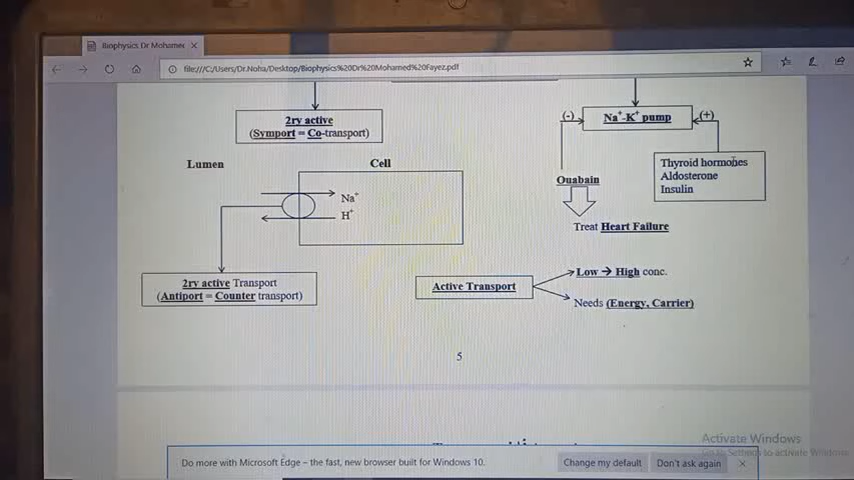 Biophysics Dr Mohamer
file:///C:/Users/Dr.Noha/Desktop/Biophysics%20Dr%20Mohamed%20Fayez.pdf
2ry active
(Symport = Co-transport)
Lumen
Cell
Na+
H+
2ry active Transport
(Antiport = Counter transport)
(-)
Na+-K+ pump
(+)
Thyroid hormones
Aldosterone
Insulin
Ouabain
Treat Heart Failure
Active Transport
Low → High conc.
Needs (Energy, Carrier)
5
Activate Windows
Go to Settings to activate Windows.
Do more with Microsoft Edge – the fast, new browser built for Windows 10.
Change my default
Don't ask again